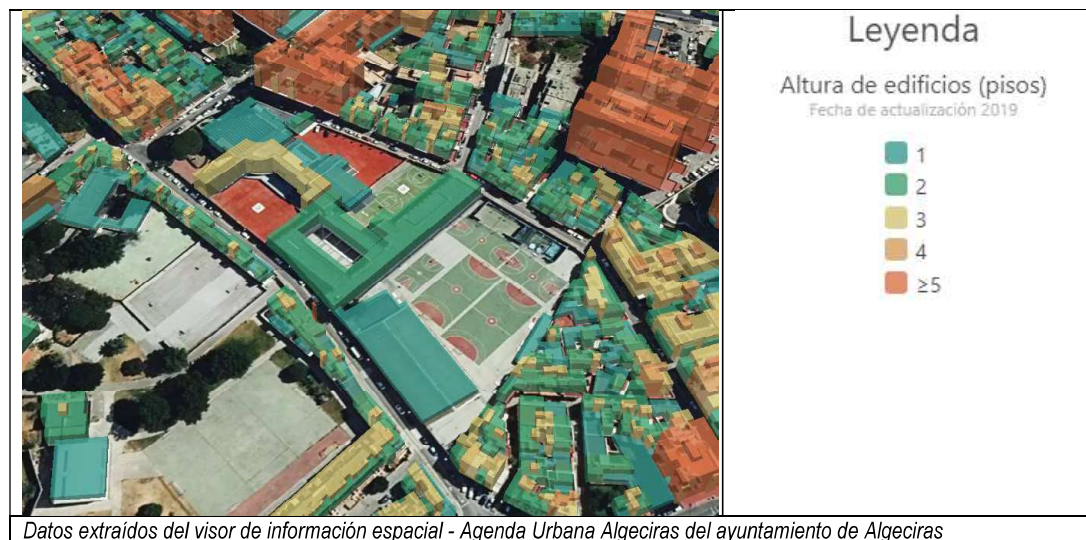 Leyenda
Altura de edificios (pisos)
Fecha de actualización 2019
1
2
3
4
≥5
Datos extraídos del visor de información espacial - Agenda Urbana Algeciras del ayuntamiento de Algeciras